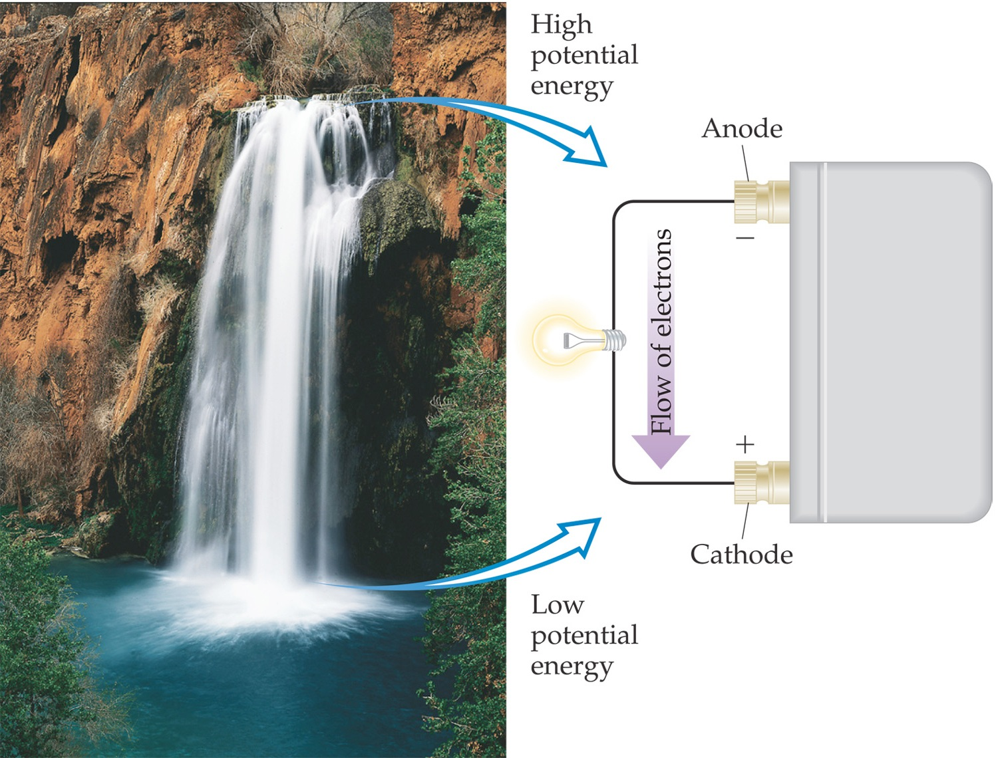 High
potential
energy
Anode
−
Flow of electrons
+
Cathode
Low
potential
energy